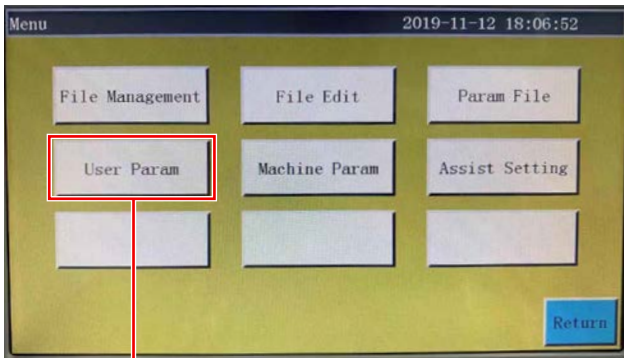 Menu 2019-11-12 18:06:52
File Management File Edit Param File
User Param Machine Param Assist Setting
Return